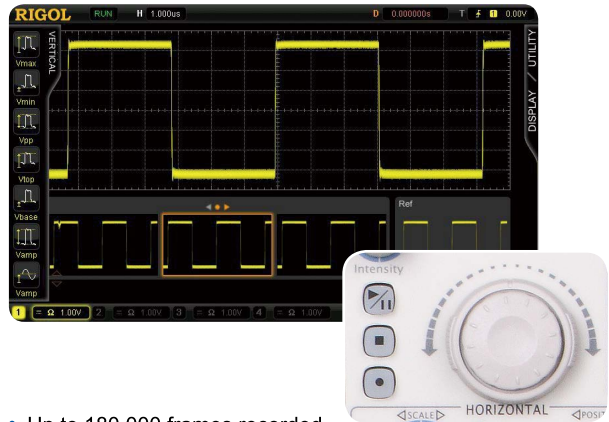 RIGOL RUN H 1.000us D 0.000000s T 1 0.00V
VERTICAL
Vmax
Vmin
Vpp
Vtop
Vbase
Vamp
Vamp
DISPLAY / UTILITY
Ref
1 = Ω 1.00V 2 = Ω 1.00V 3 = Ω 1.00V 4 = Ω 1.00V
Intensity
SCALE HORIZONTAL
Up to 180,000 frames recorded